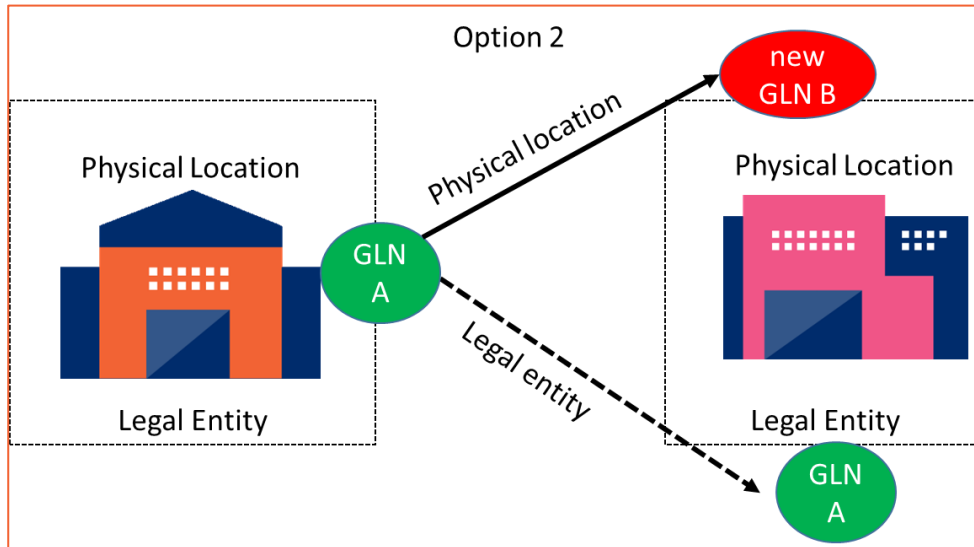 Option 2
new
GLN B
Physical location
Physical Location
Physical Location
GLN
A
Legal entity
Legal Entity
Legal Entity
GLN
A